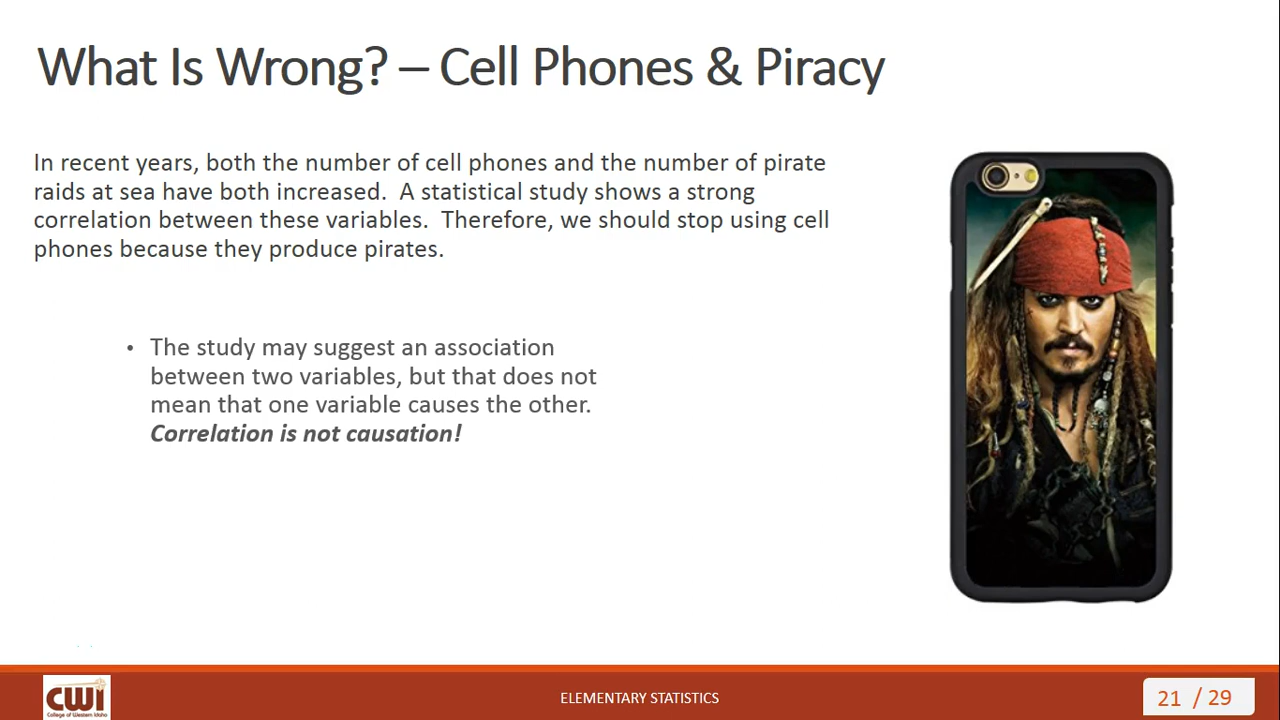 What Is Wrong? – Cell Phones & Piracy
In recent years, both the number of cell phones and the number of pirate
raids at sea have both increased.  A statistical study shows a strong
correlation between these variables.  Therefore, we should stop using cell
phones because they produce pirates.
• The study may suggest an association
between two variables, but that does not
mean that one variable causes the other.
Correlation is not causation!
CWI
College of Western Idaho
ELEMENTARY STATISTICS
21 / 29